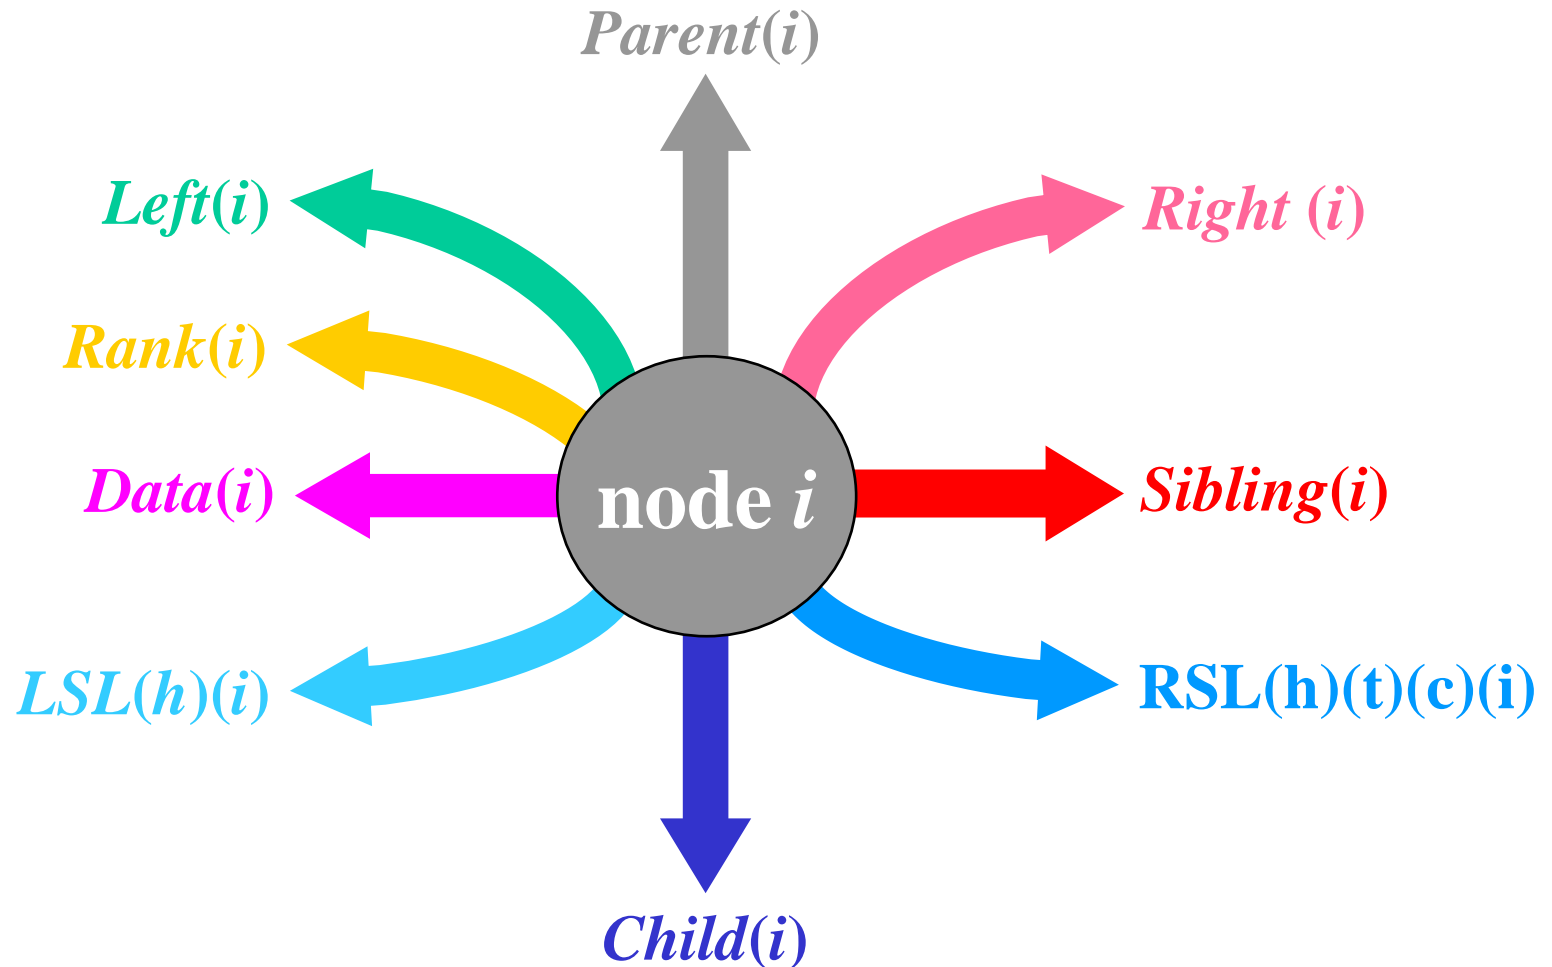 Parent(i)
Left(i)
Right (i)
Rank(i)
Data(i)
node i
Sibling(i)
LSL(h)(i)
RSL(h)(t)(c)(i)
Child(i)